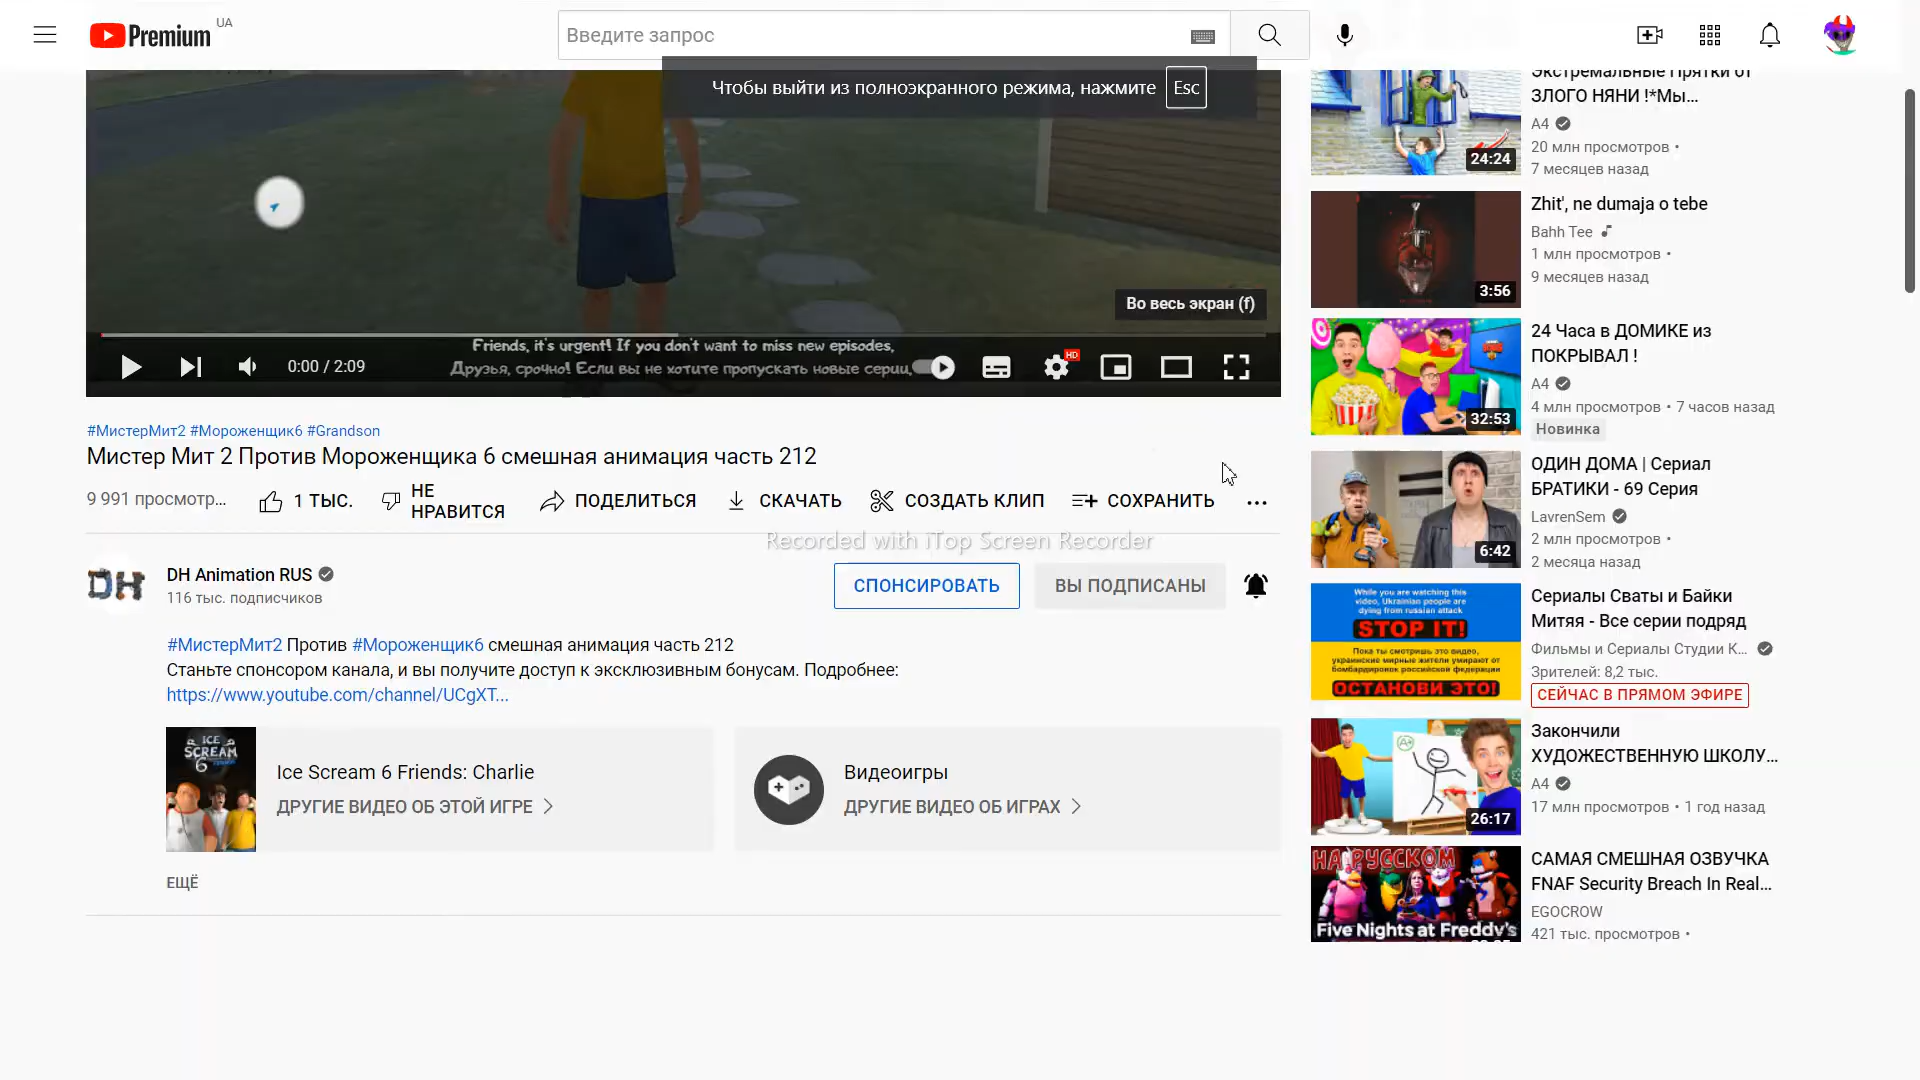 Premium
UA
Введите запрос
Чтобы выйти из полноэкранного режима, нажмите Esc
Во весь экран (f)
Friends, it's urgent! If you don't want to miss new episodes,
Друзья, срочно! Если вы не хотите пропускать новые серии,
0:00 / 2:09
HD
#МистерМит2 #Мороженщик6 #Grandson
Мистер Мит 2 Против Мороженщика 6 смешная анимация часть 212
9 991 просмотр...
1 ТЫС.
НЕ
НРАВИТСЯ
ПОДЕЛИТЬСЯ
СКАЧАТЬ
СОЗДАТЬ КЛИП
СОХРАНИТЬ
Recorded with iTop Screen Recorder
DH
DH Animation RUS
116 тыс. подписчиков
СПОНСИРОВАТЬ
ВЫ ПОДПИСАНЫ
#МистерМит2 Против #Мороженщик6 смешная анимация часть 212
Станьте спонсором канала, и вы получите доступ к эксклюзивным бонусам. Подробнее:
https://www.youtube.com/channel/UCgXT...
ICE
SCREAM
6
Ice Scream 6 Friends: Charlie
ДРУГИЕ ВИДЕО ОБ ЭТОЙ ИГРЕ
Видеоигры
ДРУГИЕ ВИДЕО ОБ ИГРАХ
ЕЩЁ
Экстремальные Прятки от
ЗЛОГО НЯНИ !*Мы...
A4
20 млн просмотров •
7 месяцев назад
24:24
Zhit', ne dumaja o tebe
Bahh Tee
1 млн просмотров •
9 месяцев назад
3:56
24 Часа в ДОМИКЕ из
ПОКРЫВАЛ !
A4
4 млн просмотров • 7 часов назад
Новинка
32:53
ОДИН ДОМА | Сериал
БРАТИКИ - 69 Серия
LavrenSem
2 млн просмотров •
2 месяца назад
6:42
While you are watching this
video, Ukrainian people are
dying from russian attack
STOP IT!
Пока ты смотришь это видео,
украинские мирные жители умирают от
бомбардировок российской федерации
ОСТАНОВИ ЭТО!
Сериалы Сваты и Байки
Митяя - Все серии подряд
Фильмы и Сериалы Студии К...
Зрителей: 8,2 тыс.
СЕЙЧАС В ПРЯМОМ ЭФИРЕ
A+
Закончили
ХУДОЖЕСТВЕННУЮ ШКОЛУ...
A4
17 млн просмотров • 1 год назад
26:17
НА РУССКОМ
Five Nights at Freddy's
САМАЯ СМЕШНАЯ ОЗВУЧКА
FNAF Security Breach In Real...
EGOCROW
421 тыс. просмотров •